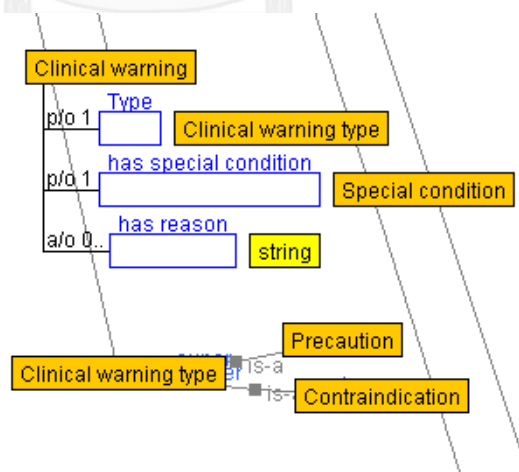 Clinical warning
Type
p/o 1
Clinical warning type
has special condition
p/o 1
Special condition
has reason
a/o 0..
string
Precaution
is-a
Clinical warning type
Contraindication